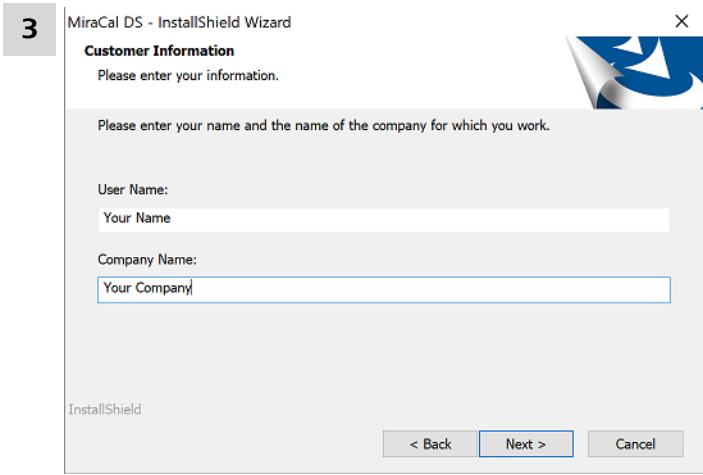 3
MiraCal DS - InstallShield Wizard
Customer Information
Please enter your information.
Please enter your name and the name of the company for which you work.
User Name:
Your Name
Company Name:
Your Company
InstallShield
< Back Next > Cancel